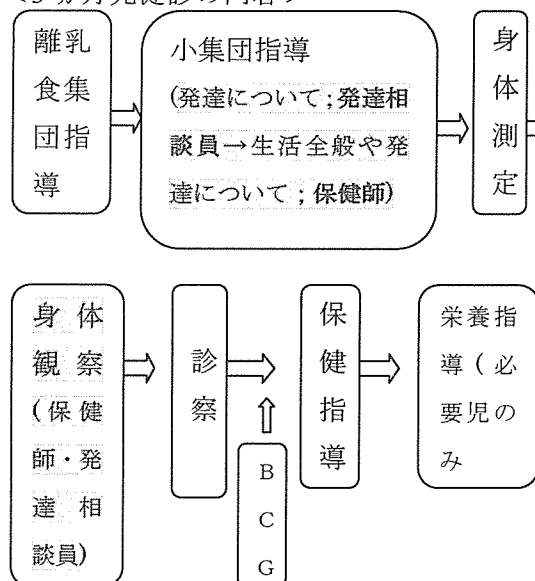 離乳
食集
団指
導
小集団指導
(発達について;発達相
談員→生活全般や発
達について;保健師)
身
体
測
定
身体
観察
(保健
師・発
達相
談員)
診
察
B
C
G
保
健
指
導
栄養指
導(必
要児の
み